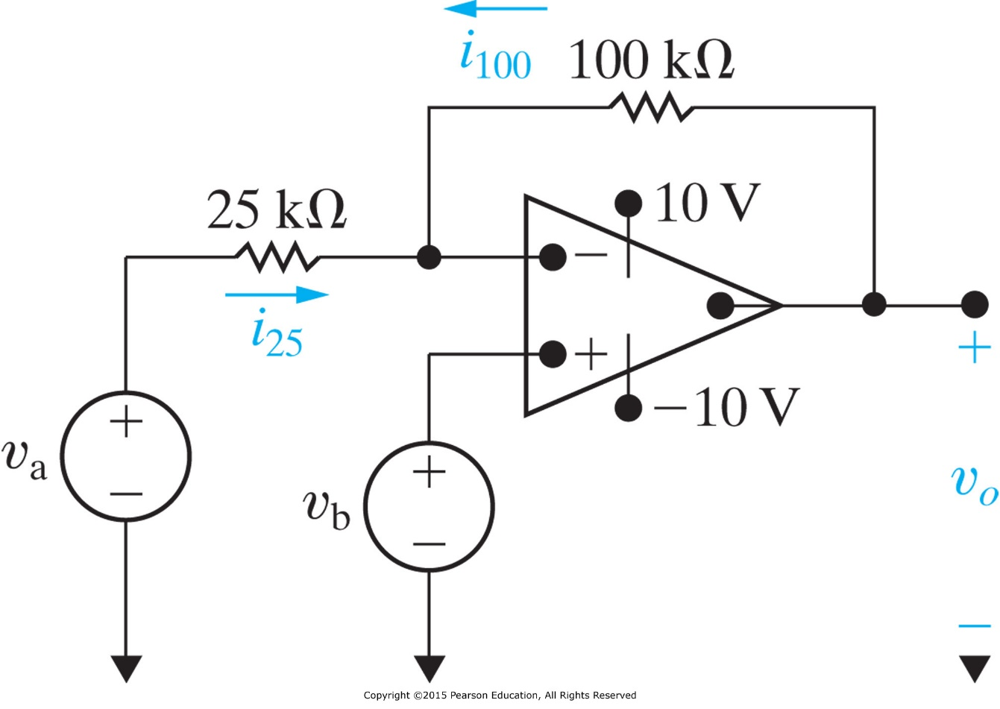 i100
100 kΩ
25 kΩ
10 V
−
i25
+
+
−10 V
+
va
−
+
vb
−
vo
−
Copyright ©2015 Pearson Education, All Rights Reserved